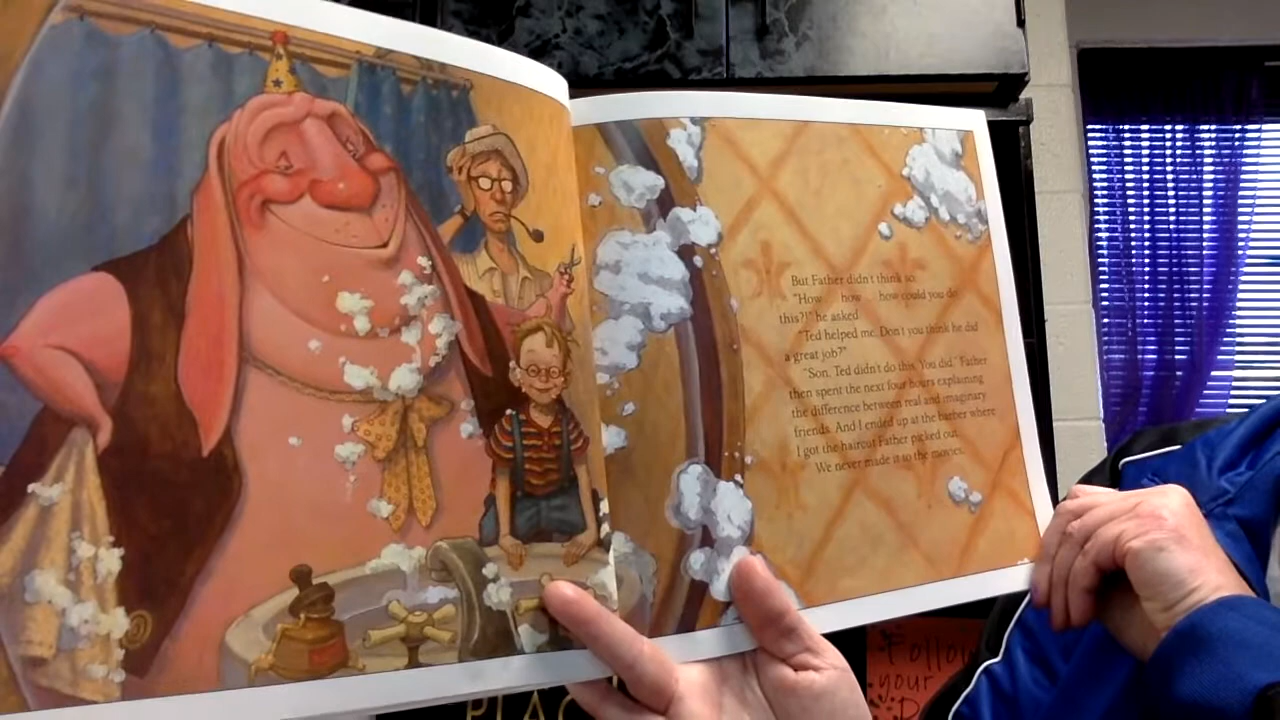 But Father didn't think so.
"How . . . how . . . how could you do
this?!" he asked.
"Ted helped me. Don't you think he did
a great job?"
"Son, Ted didn't do this. You did." Father
then spent the next four hours explaining
the difference between real and imaginary
friends. And I ended up at the barber where
I got the haircut Father picked out.
We never made it to the movies.
Follow
your
PLAC